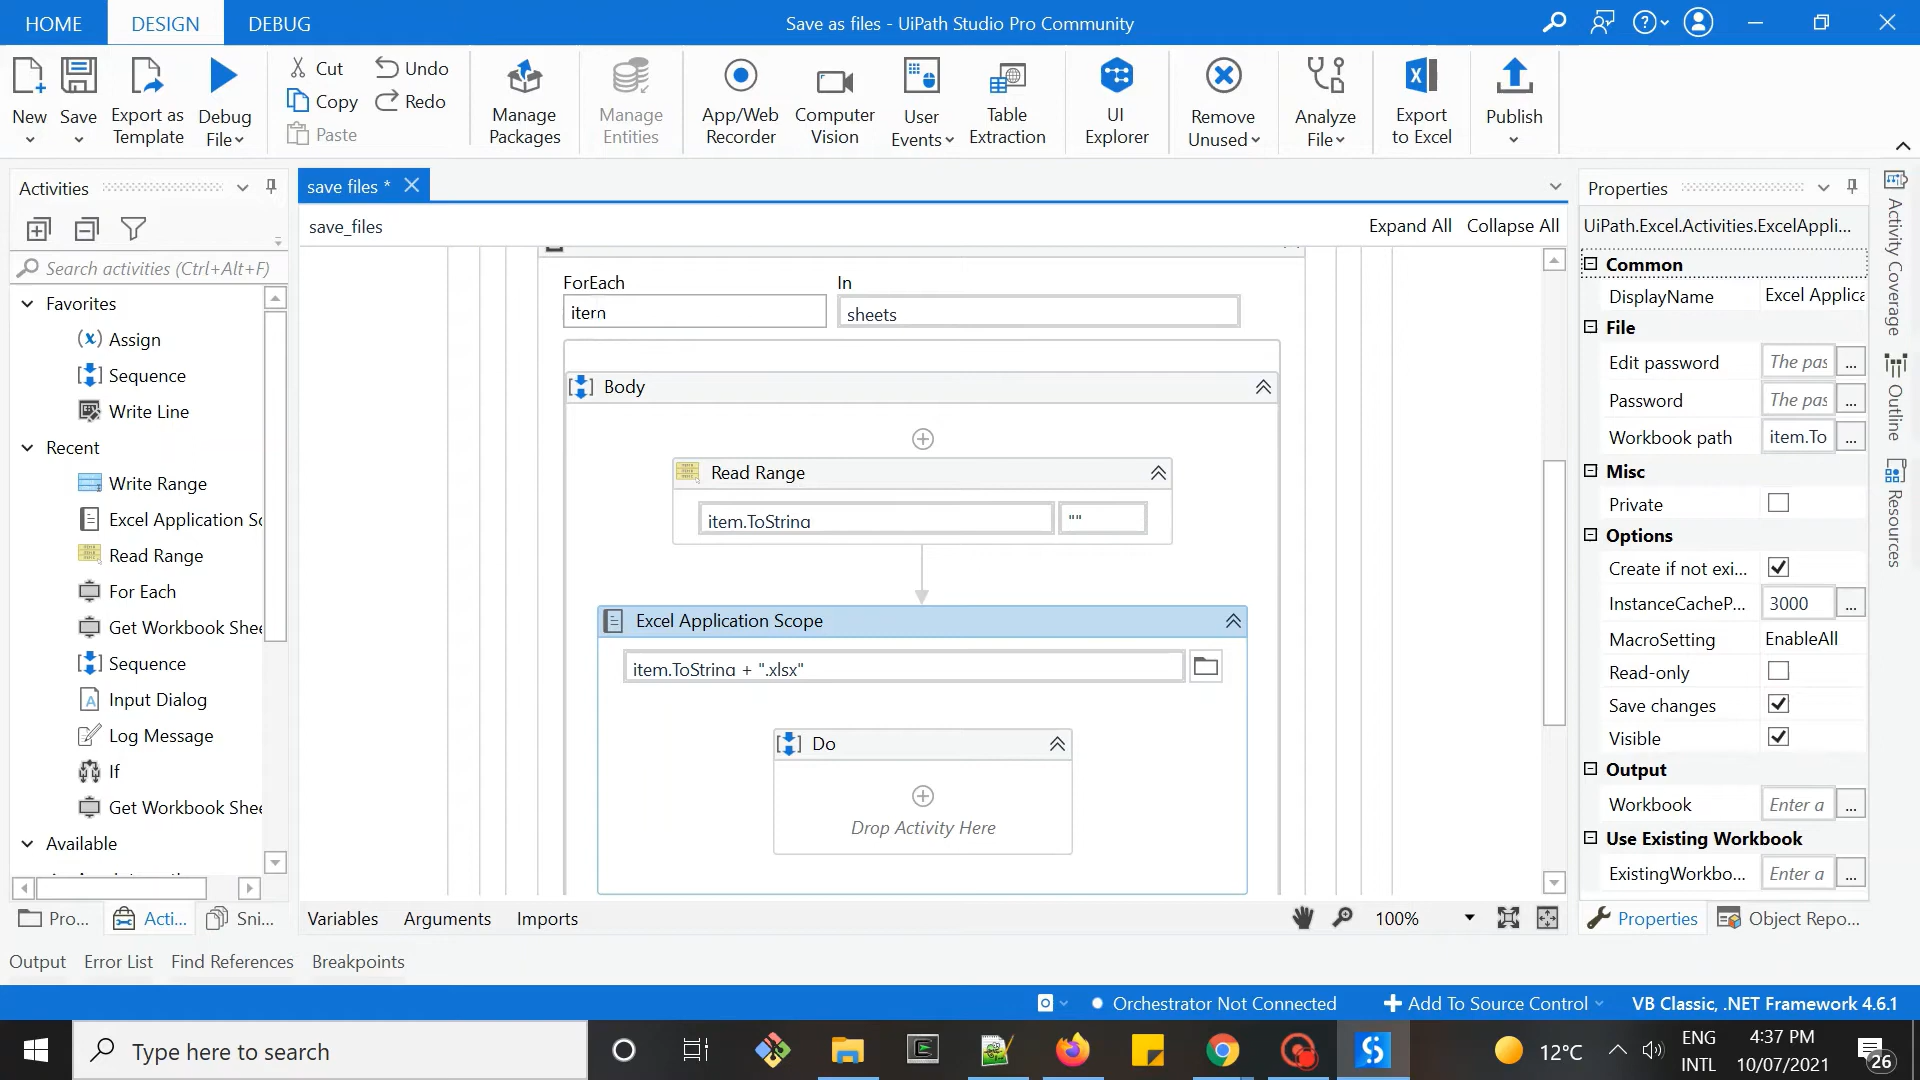 HOME DESIGN DEBUG
Save as files - UiPath Studio Pro Community
New
Save
Export as Template
Debug File
Cut
Copy
Paste
Undo
Redo
Manage Packages
Manage Entities
App/Web Recorder
Computer Vision
User Events
Table Extraction
UI Explorer
Remove Unused
Analyze File
Export to Excel
Publish
Activities
Search activities (Ctrl+Alt+F)
Favorites
Assign
Sequence
Write Line
Recent
Write Range
Excel Application Sc
Read Range
For Each
Get Workbook Shee
Sequence
Input Dialog
Log Message
If
Get Workbook Shee
Available
Pro... Acti... Sni...
save files *
save_files
Expand All Collapse All
ForEach In
item sheets
Body
Read Range
item.ToString ""
Excel Application Scope
item.ToString + ".xlsx"
Do
Drop Activity Here
Variables Arguments Imports
100%
Properties
UiPath.Excel.Activities.ExcelAppli...
Common
DisplayName Excel Applica
File
Edit password The pas ...
Password The pas ...
Workbook path item.To ...
Misc
Private
Options
Create if not exi...
InstanceCacheP... 3000 ...
MacroSetting EnableAll
Read-only
Save changes
Visible
Output
Workbook Enter a ...
Use Existing Workbook
ExistingWorkbo... Enter a ...
Properties Object Repo...
Activity Coverage
Outline
Resources
Output Error List Find References Breakpoints
Orchestrator Not Connected
Add To Source Control
VB Classic, .NET Framework 4.6.1
Type here to search
12°C
ENG
INTL
4:37 PM
10/07/2021
26